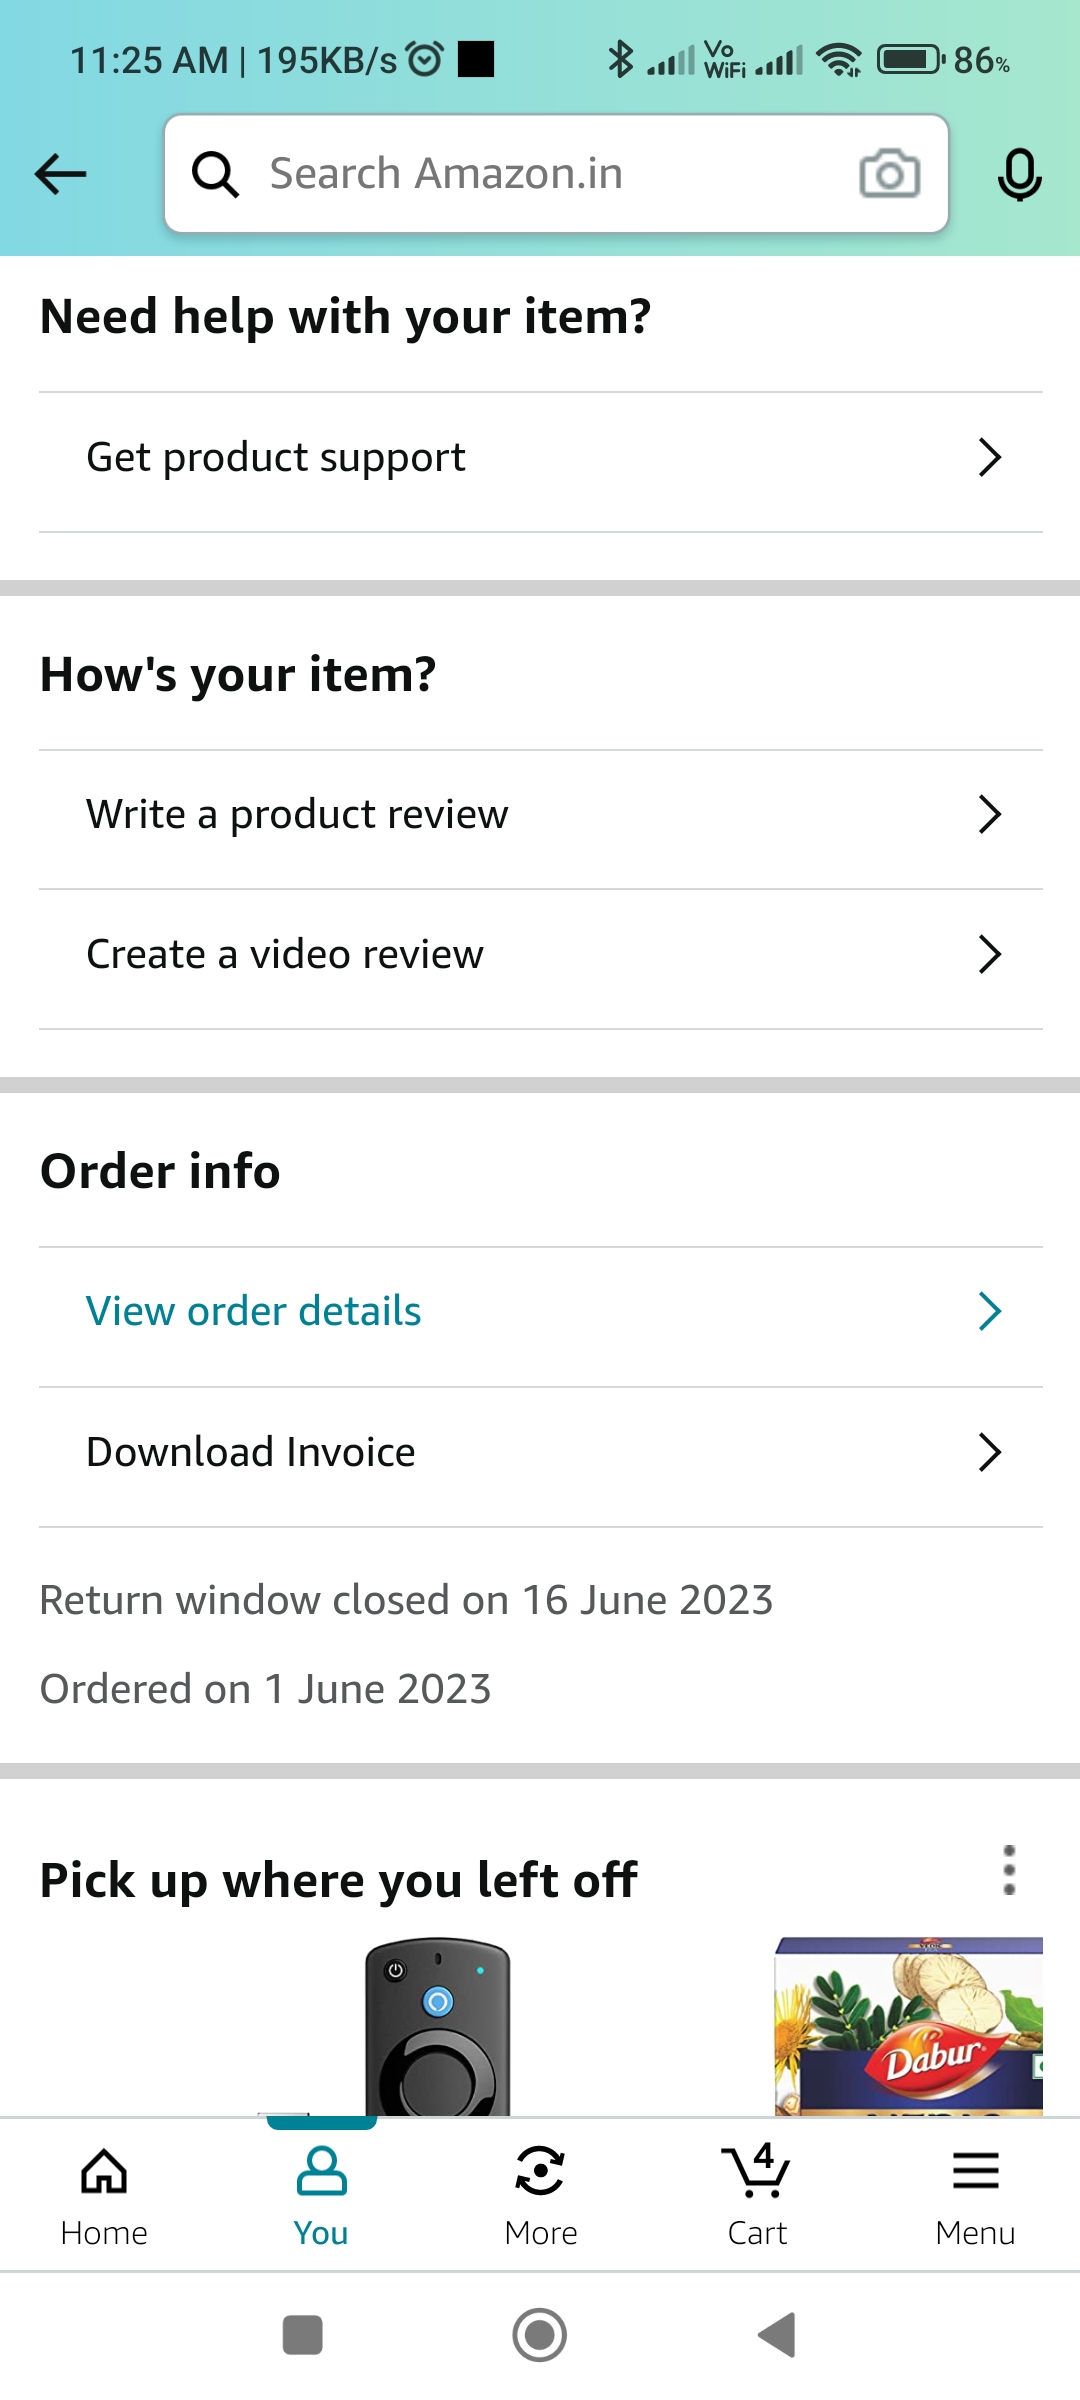 11:25 AM | 195KB/s Vo WiFi 86%
Search Amazon.in
Need help with your item?
Get product support
How's your item?
Write a product review
Create a video review
Order info
View order details
Download Invoice
Return window closed on 16 June 2023
Ordered on 1 June 2023
Pick up where you left off
Dabur
4
Home You More Cart Menu